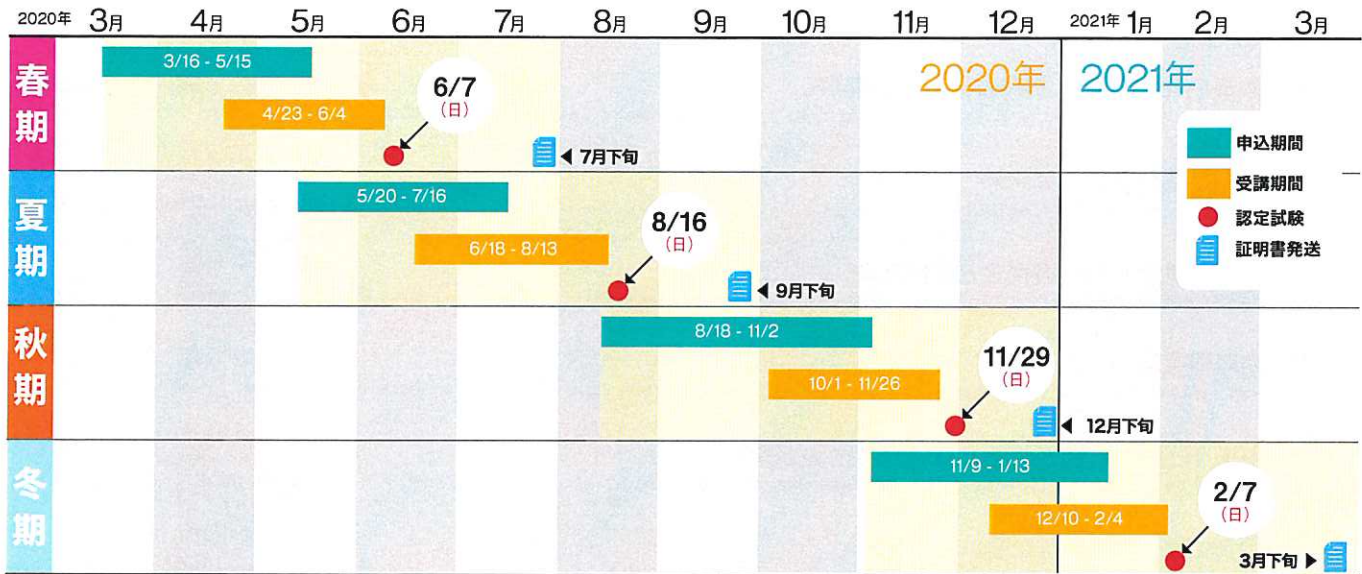 2020年 3月 4月 5月 6月 7月 8月 9月 10月 11月 12月 2021年 1月 2月 3月
2020年 2021年
春期
3/16 - 5/15
4/23 - 6/4
6/7
(日)
7月下旬
申込期間
受講期間
認定試験
証明書発送
夏期
5/20 - 7/16
6/18 - 8/13
8/16
(日)
9月下旬
秋期
8/18 - 11/2
10/1 - 11/26
11/29
(日)
12月下旬
冬期
11/9 - 1/13
12/10 - 2/4
2/7
(日)
3月下旬